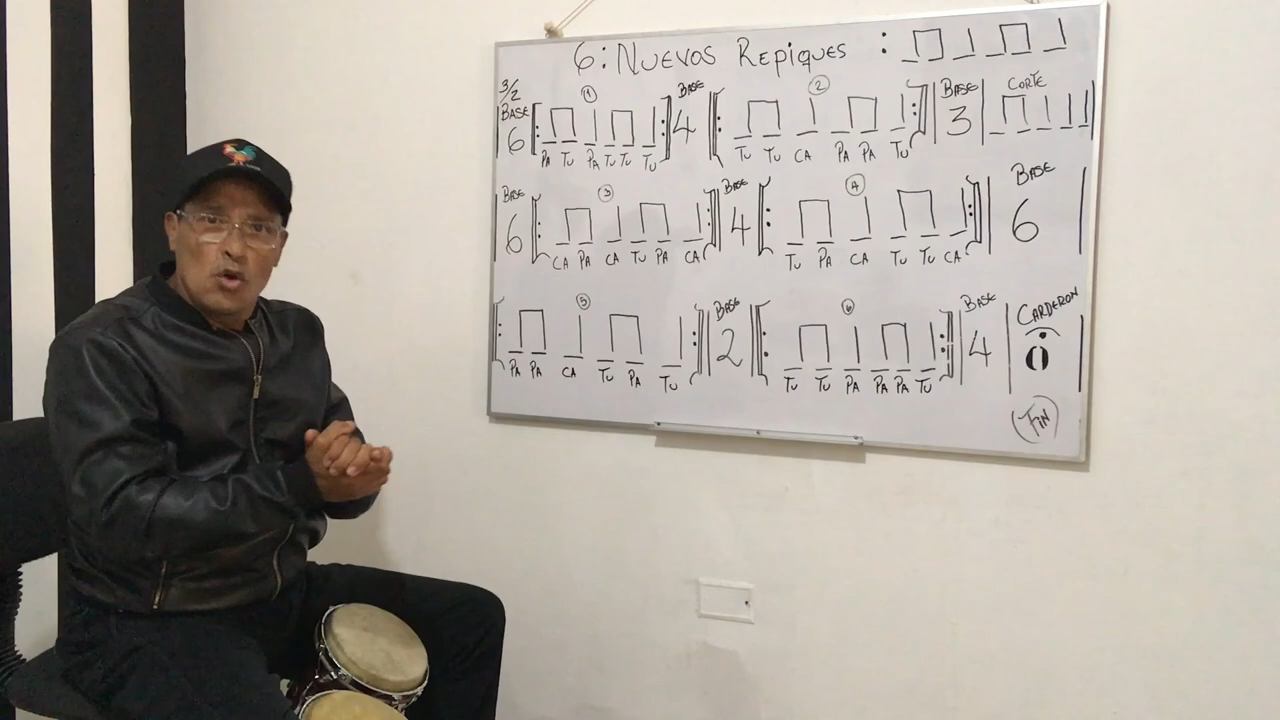 6: NUEVOS REPIQUES :
3/2 BASE 6 1 BASE 4 2 BASE 3 CORTE
PA TU PA TU TU TU TU TU CA PA PA TU
BASE 6 3 BASE 4 4 BASE 6
CA PA CA TU PA CA TU PA CA TU TU CA
5 BASE 2 6 BASE 4 CARDERON
PA PA CA TU PA TU TU TU PA PA PA TU
FIN